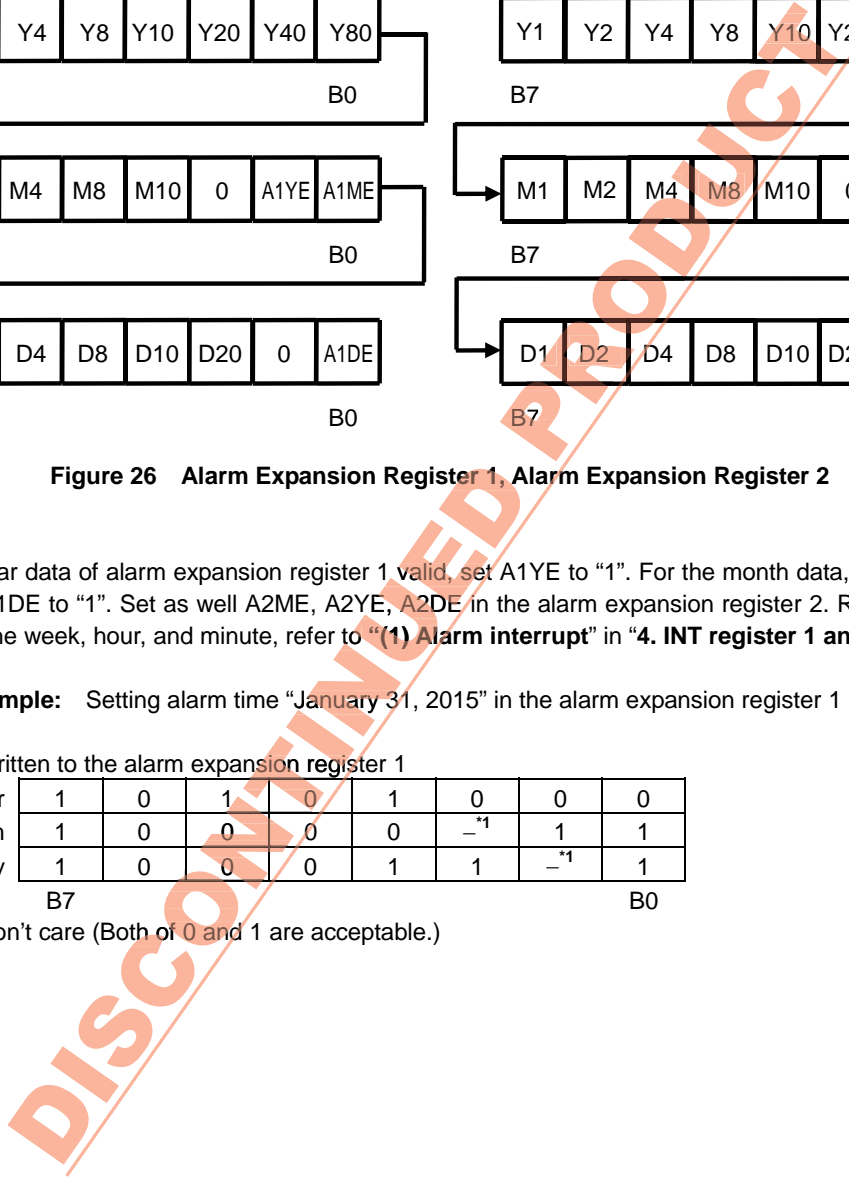 Y4 Y8 Y10 Y20 Y40 Y80 Y1 Y2 Y4 Y8 Y10
B0 B7
M4 M8 M10 0 A1YE A1ME M1 M2 M4 M8 M10
B0 B7
D4 D8 D10 D20 0 A1DE D1 D2 D4 D8 D10
B0 B7
Figure 26 Alarm Expansion Register 1, Alarm Expansion Register 2
ar data of alarm expansion register 1 valid, set A1YE to “1”. For the month data,
1DE to “1”. Set as well A2ME, A2YE, A2DE in the alarm expansion register 2. R
he week, hour, and minute, refer to “(1) Alarm interrupt” in “4. INT register 1 an
mple: Setting alarm time “January 31, 2015” in the alarm expansion register 1
ritten to the alarm expansion register 1
r 1 0 1 0 1 0 0 0
1 0 0 0 0 –*1 1 1
y 1 0 0 0 1 1 –*1 1
B7 B0
on’t care (Both of 0 and 1 are acceptable.)
DISCONTINUED PRODUCT